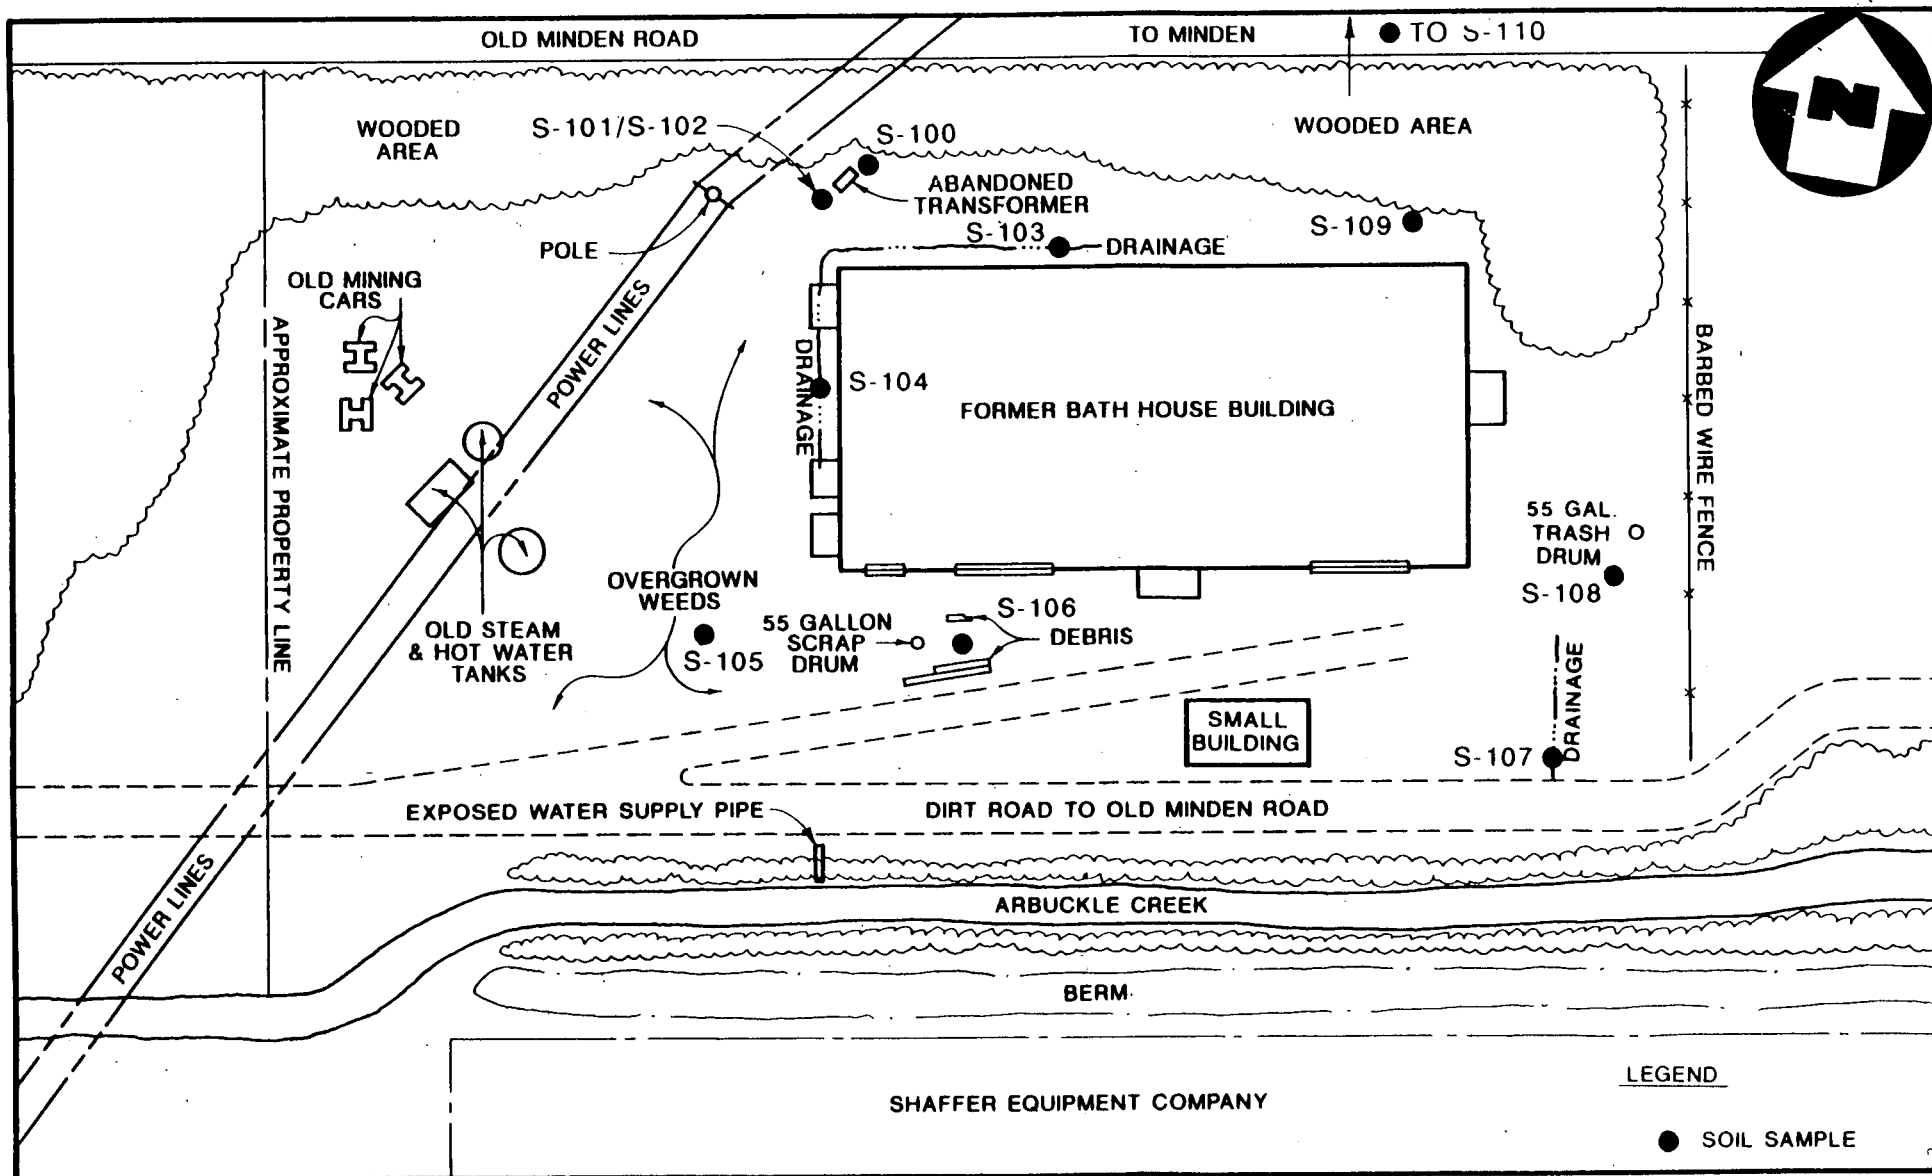 OLD MINDEN ROAD
TO MINDEN
TO S-110
N
WOODED
AREA
S-101/S-102
S-100
WOODED AREA
ABANDONED
TRANSFORMER
POLE
S-103
DRAINAGE
S-109
OLD MINING
CARS
APPROXIMATE PROPERTY LINE
POWER LINES
DRAINAGE
S-104
FORMER BATH HOUSE BUILDING
BARBED WIRE FENCE
55 GAL.
TRASH
DRUM
S-108
OVERGROWN
WEEDS
OLD STEAM
& HOT WATER
TANKS
S-105
55 GALLON
SCRAP
DRUM
S-106
DEBRIS
DRAINAGE
SMALL
BUILDING
S-107
EXPOSED WATER SUPPLY PIPE
DIRT ROAD TO OLD MINDEN ROAD
POWER LINES
ARBUCKLE CREEK
BERM
SHAFFER EQUIPMENT COMPANY
LEGEND
SOIL SAMPLE